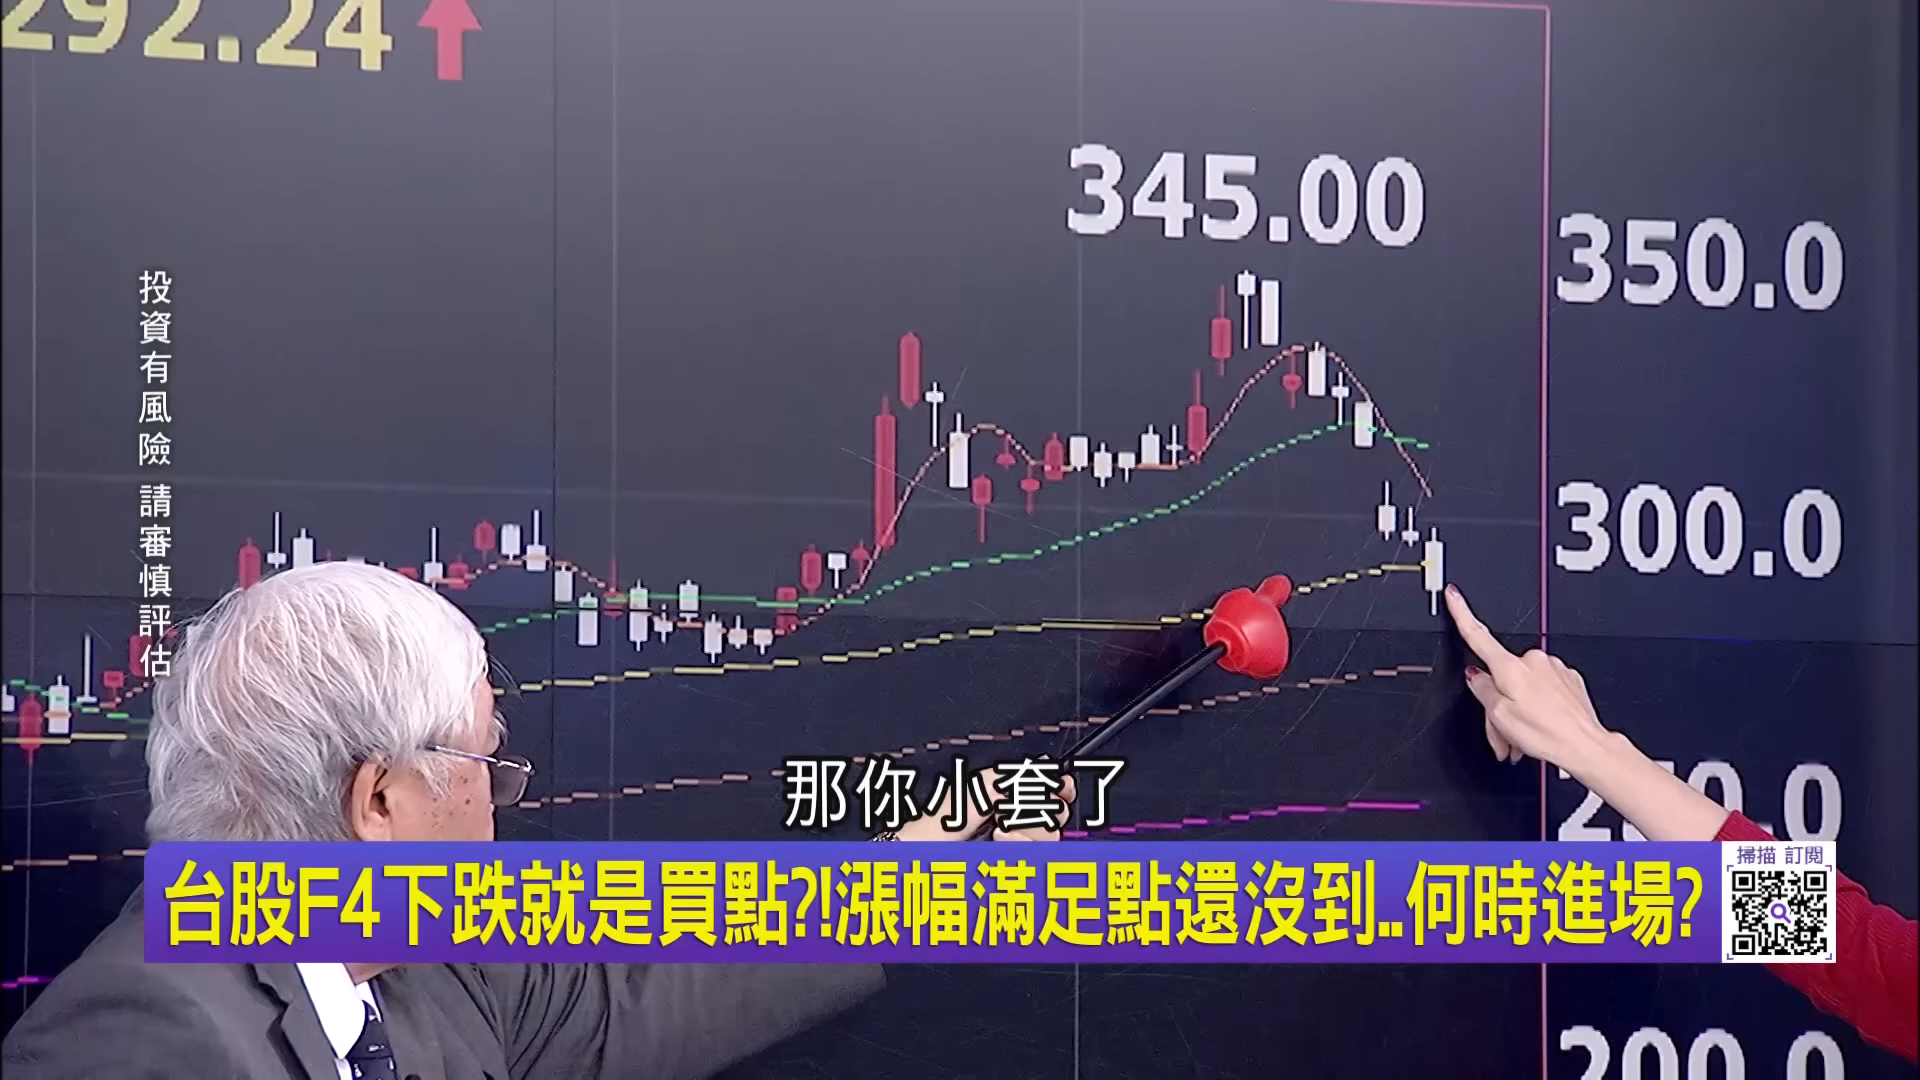 292.24
345.00
350.0
300.0
200.0
投資有風險 請審慎評估
那你小套了
台股F4下跌就是買點?!漲幅滿足點還沒到..何時進場?
掃描 訂閱